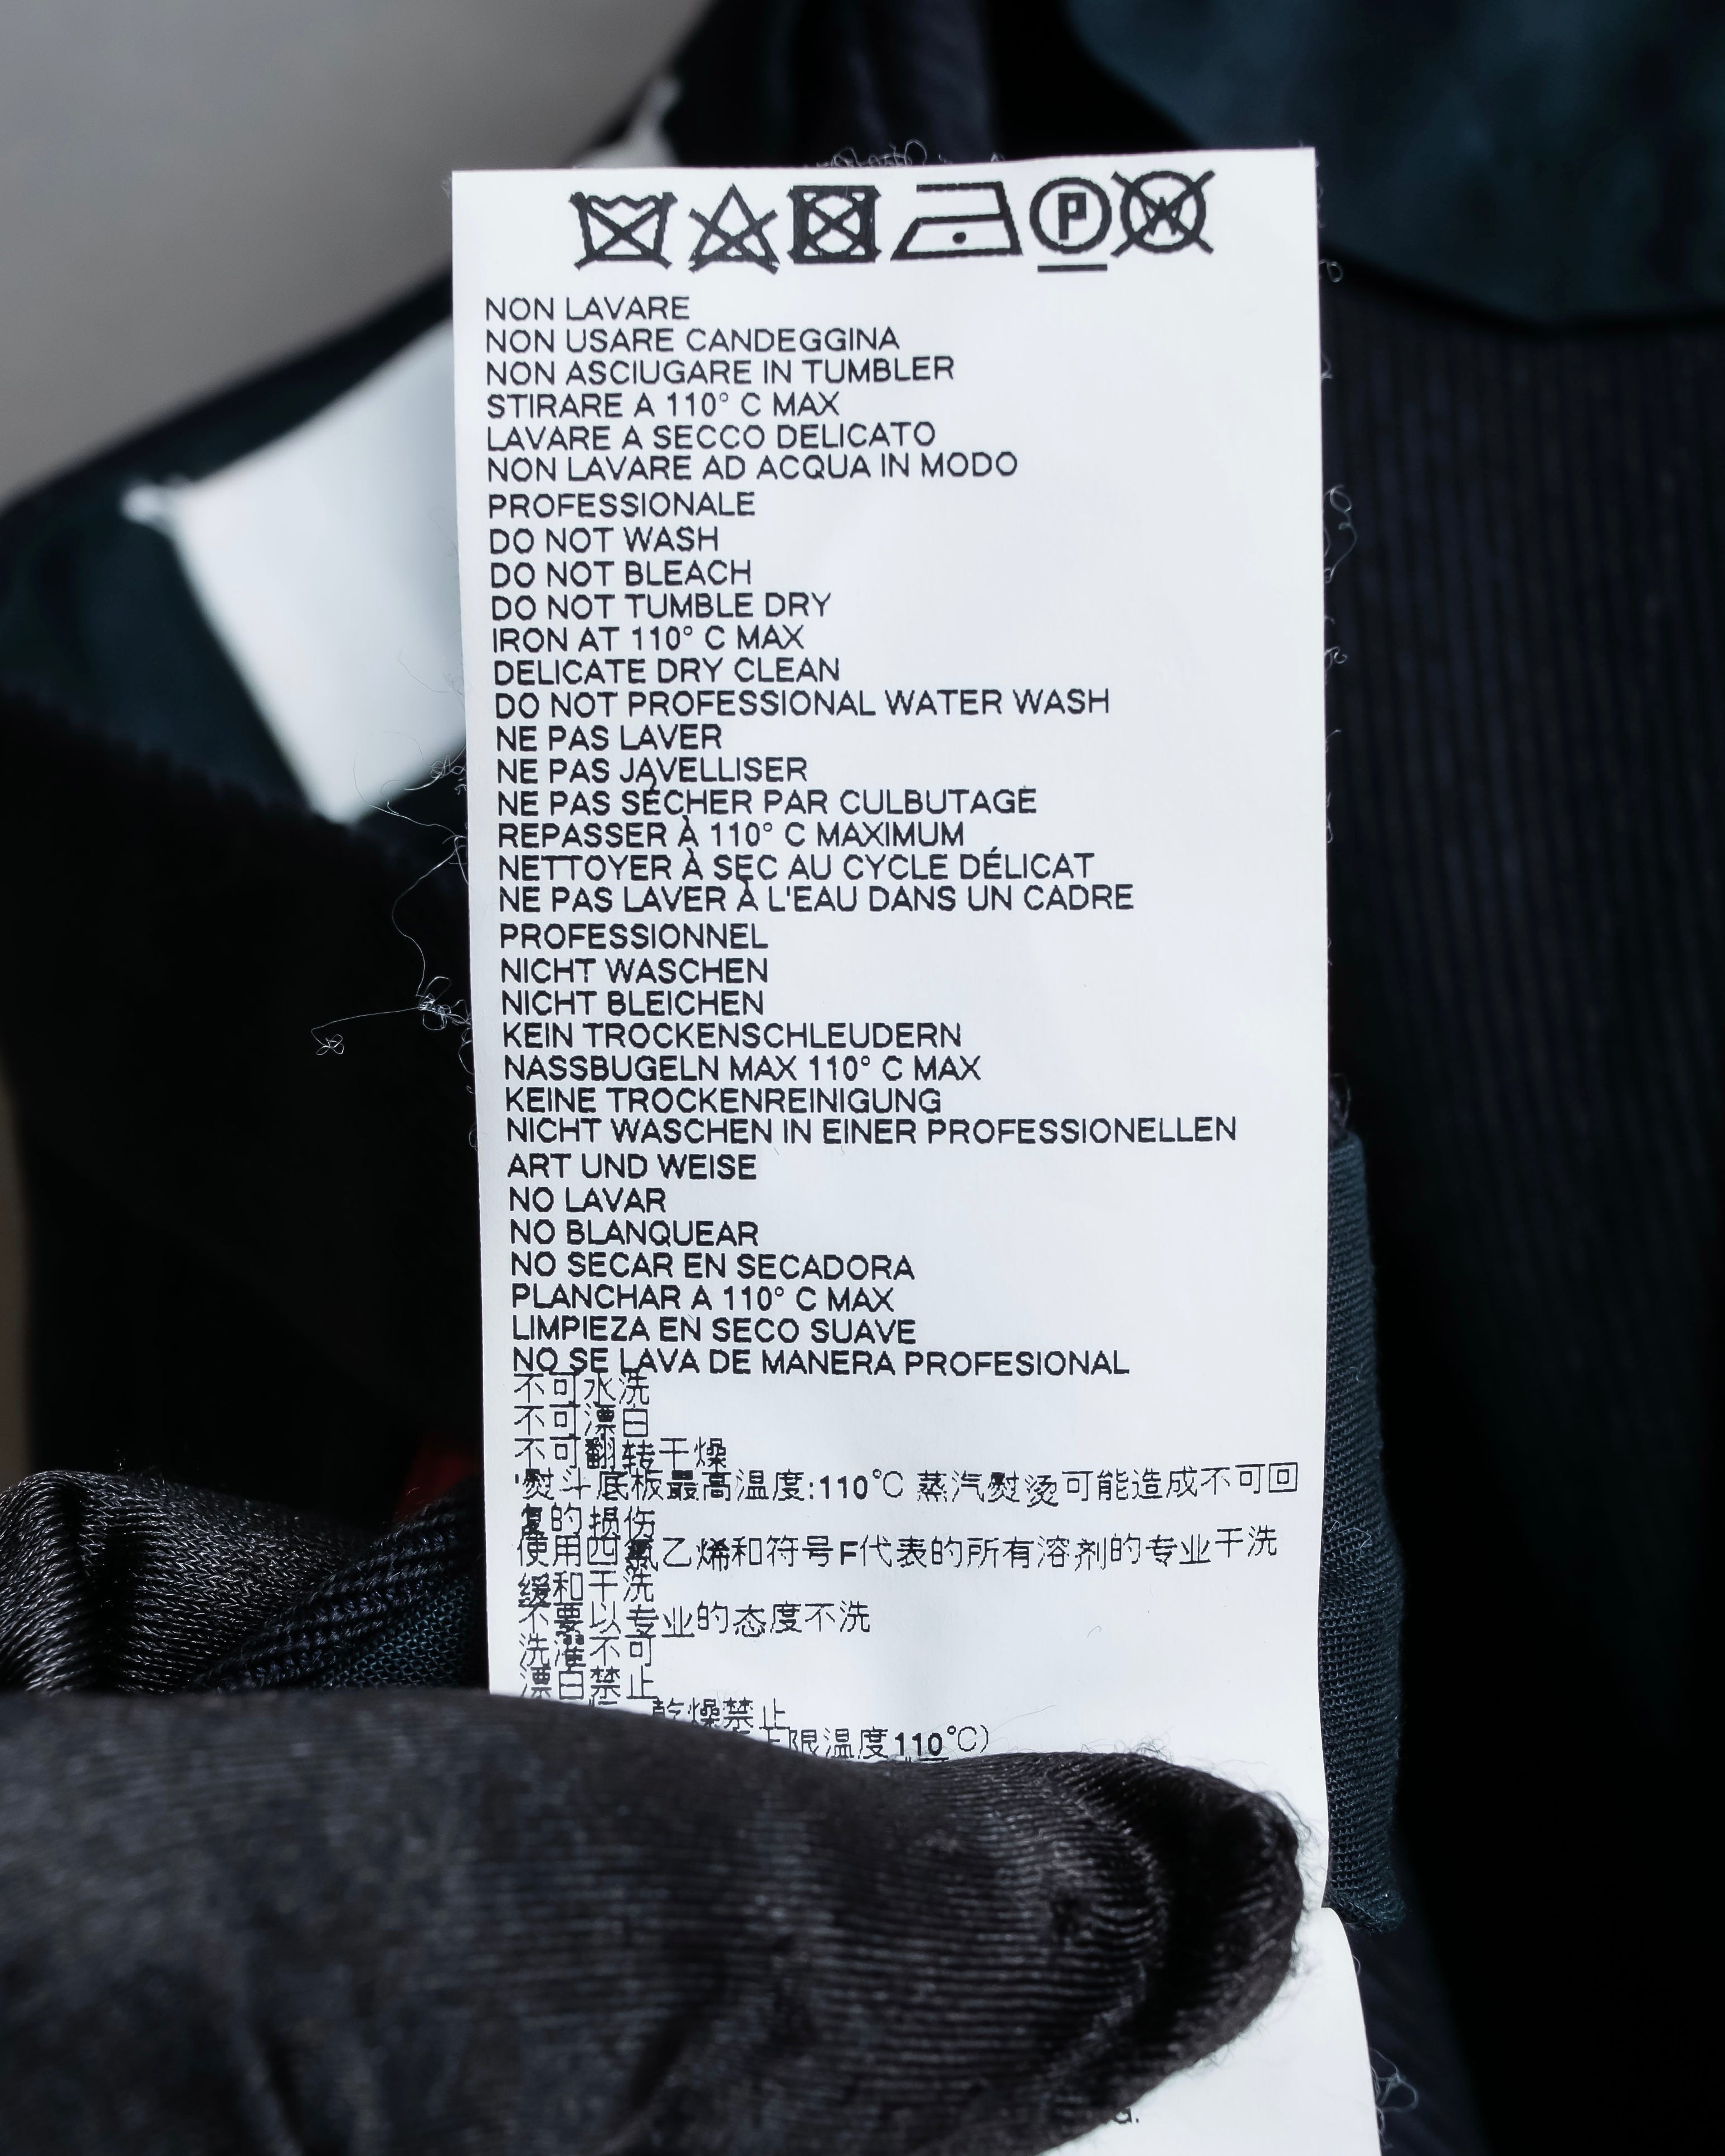 NON LAVARE
NON USARE CANDEGGINA
NON ASCIUGARE IN TUMBLER
STIRARE A 110° C MAX
LAVARE A SECCO DELICATO
NON LAVARE AD ACQUA IN MODO
PROFESSIONALE
DO NOT WASH
DO NOT BLEACH
DO NOT TUMBLE DRY
IRON AT 110° C MAX
DELICATE DRY CLEAN
DO NOT PROFESSIONAL WATER WASH
NE PAS LAVER
NE PAS JAVELLISER
NE PAS SÉCHER PAR CULBUTAGE
REPASSER À 110° C MAXIMUM
NETTOYER À SEC AU CYCLE DÉLICAT
NE PAS LAVER À L'EAU DANS UN CADRE
PROFESSIONNEL
NICHT WASCHEN
NICHT BLEICHEN
KEIN TROCKENSCHLEUDERN
NASSBUGELN MAX 110° C MAX
KEINE TROCKENREINIGUNG
NICHT WASCHEN IN EINER PROFESSIONELLEN
ART UND WEISE
NO LAVAR
NO BLANQUEAR
NO SECAR EN SECADORA
PLANCHAR A 110° C MAX
LIMPIEZA EN SECO SUAVE
NO SE LAVA DE MANERA PROFESIONAL
不可水洗
不可漂白
不可翻转干燥
'熨斗底板最高温度:110℃ 蒸汽熨烫可能造成不可回
复的损伤
使用四氯乙烯和符号F代表的所有溶剂的专业干洗
缓和干洗
不要以专业的态度不洗
洗濯不可
漂白禁止
乾燥禁止
限温度110℃)